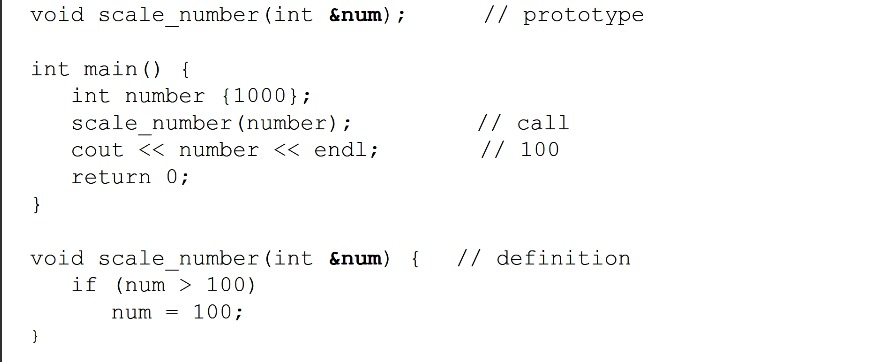 void scale_number(int &num);      // prototype
int main() {
   int number {1000};
   scale_number(number);          // call
   cout << number << endl;        // 100
   return 0;
}
void scale_number(int &num) {   // definition
   if (num > 100)
      num = 100;
}